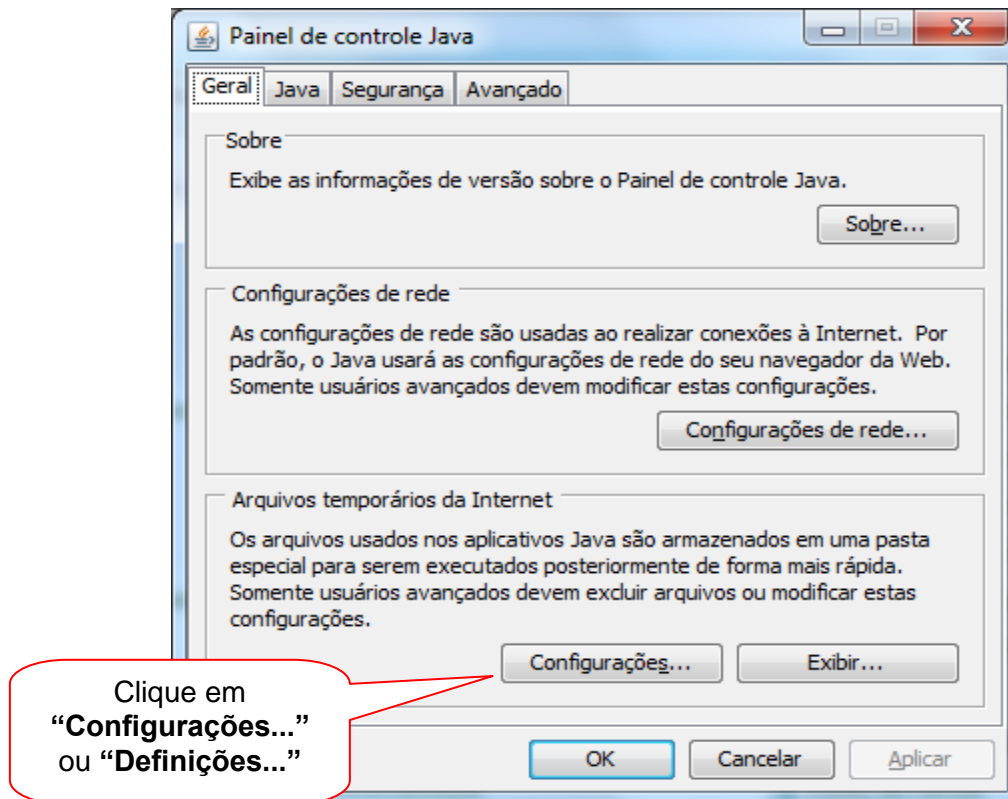 Painel de controle Java
Geral Java Segurança Avançado
Sobre
Exibe as informações de versão sobre o Painel de controle Java.
Sobre...
Configurações de rede
As configurações de rede são usadas ao realizar conexões à Internet. Por
padrão, o Java usará as configurações de rede do seu navegador da Web.
Somente usuários avançados devem modificar estas configurações.
Configurações de rede...
Arquivos temporários da Internet
Os arquivos usados nos aplicativos Java são armazenados em uma pasta
especial para serem executados posteriormente de forma mais rápida.
Somente usuários avançados devem excluir arquivos ou modificar estas
configurações.
Configurações... Exibir...
Clique em
“Configurações...”
ou “Definições...”
OK Cancelar Aplicar